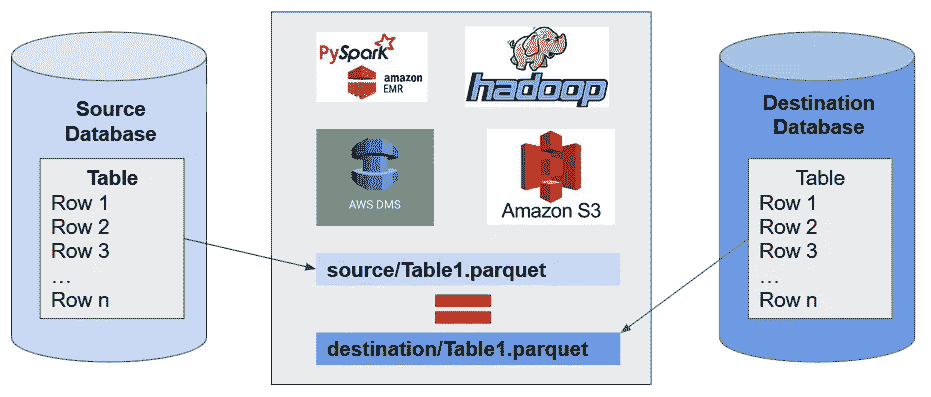 Source
Database
Table
Row 1
Row 2
Row 3
...
Row n
PySpark
amazon
EMR
hadoop
AWS DMS
Amazon S3
source/Table1.parquet
destination/Table1.parquet
Destination
Database
Table
Row 1
Row 2
Row 3
...
Row n